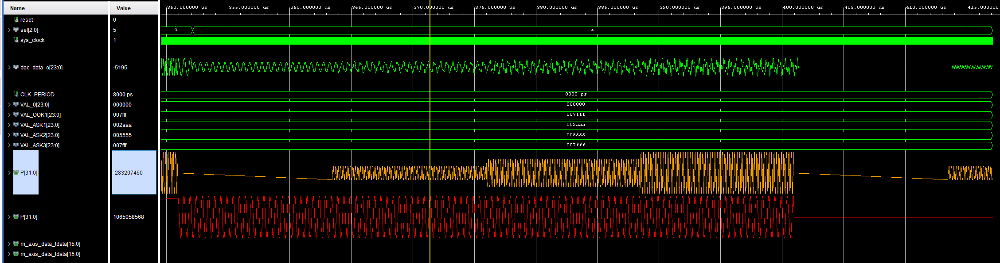 Name Value
350.000000 us 355.000000 us 360.000000 us 365.000000 us 370.000000 us 375.000000 us 380.000000 us 385.000000 us 390.000000 us 395.000000 us 400.000000 us 405.000000 us 410.000000 us 415.000000
reset 0
sel[2:0] 5 4 5
sys_clock 1
dac_data_o[23:0] -5195
CLK_PERIOD 8000 ps 8000 ps
VAL_0[23:0] 000000 000000
VAL_OOK1[23:0] 007fff 007fff
VAL_ASK1[23:0] 002aaa 002aaa
VAL_ASK2[23:0] 005555 005555
VAL_ASK3[23:0] 007fff 007fff
P[31:0] -283207460
P[31:0] 1065058568
m_axis_data_tdata[15:0]
m_axis_data_tdata[15:0]